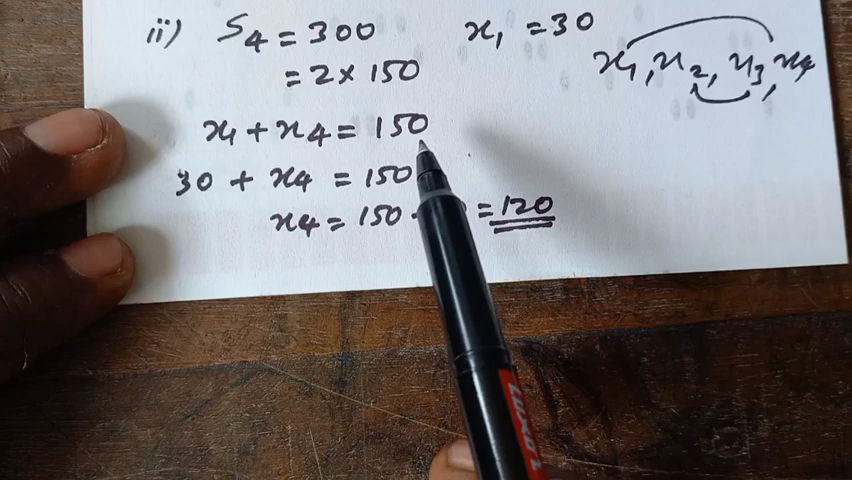 ii) S4 = 300 x1 = 30
= 2 × 150 x1, x2, x3, x4
x1 + x4 = 150
30 + x4 = 150
x4 = 150 - = 120